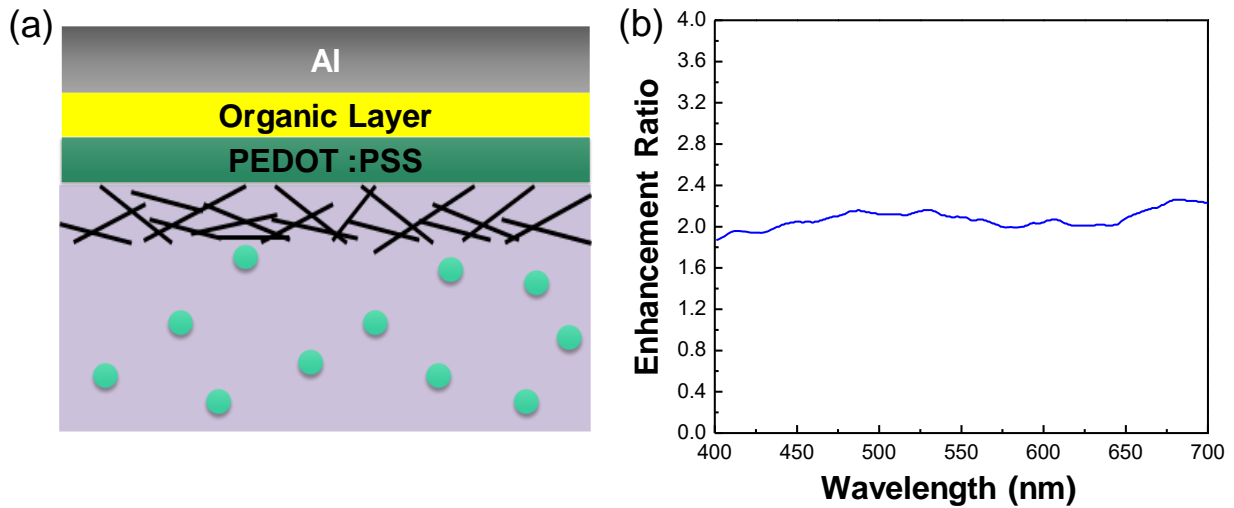 (a)
Al
Organic Layer
PEDOT :PSS
(b)
Enhancement Ratio
4.0
3.6
3.2
2.8
2.4
2.0
1.6
1.2
0.8
0.4
0.0
400 450 500 550 600 650 700
Wavelength (nm)